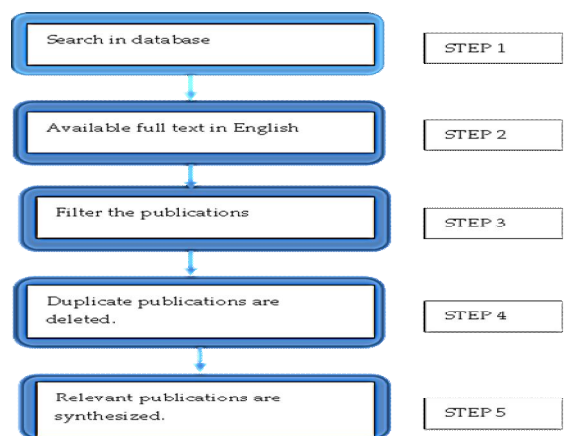 Search in database
STEP 1
Available full text in English
STEP 2
Filter the publications
STEP 3
Duplicate publications are
deleted.
STEP 4
Relevant publications are
synthesized.
STEP 5